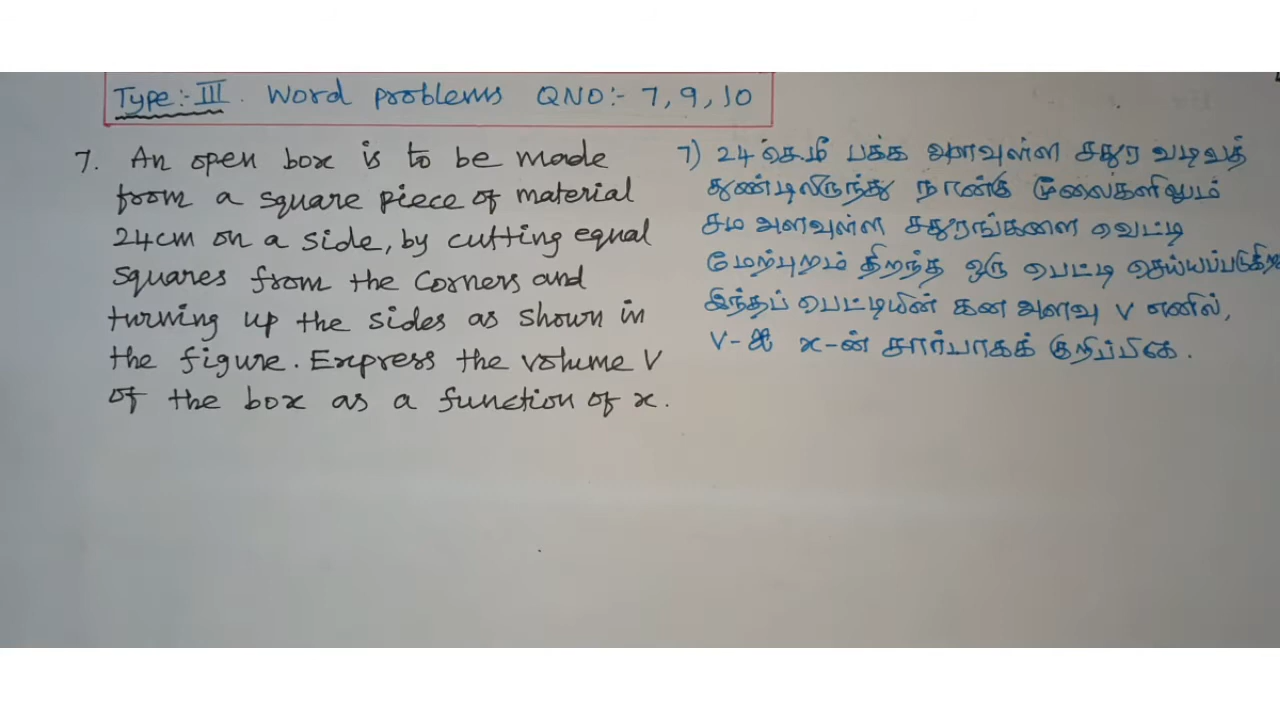 Type:- III. Word problems QNO:- 7, 9, 10
7. An open box is to be made
from a square piece of material
24cm on a side, by cutting equal
squares from the corners and
turning up the sides as shown in
the figure. Express the volume V
of the box as a function of x.
7) 24 செ.மீ பக்க அளவுள்ள சதுர வடிவத்
துண்டிலிருந்து நான்கு மூலைகளிலும்
சம அளவுள்ள சதுரங்களை வெட்டி
மேற்புறம் திறந்த ஒரு பெட்டி
இந்தப் பெட்டியின் கன அளவு V எனில்,
V-ஐ x-ன் சார்பாகக் குறிப்பிடுக.